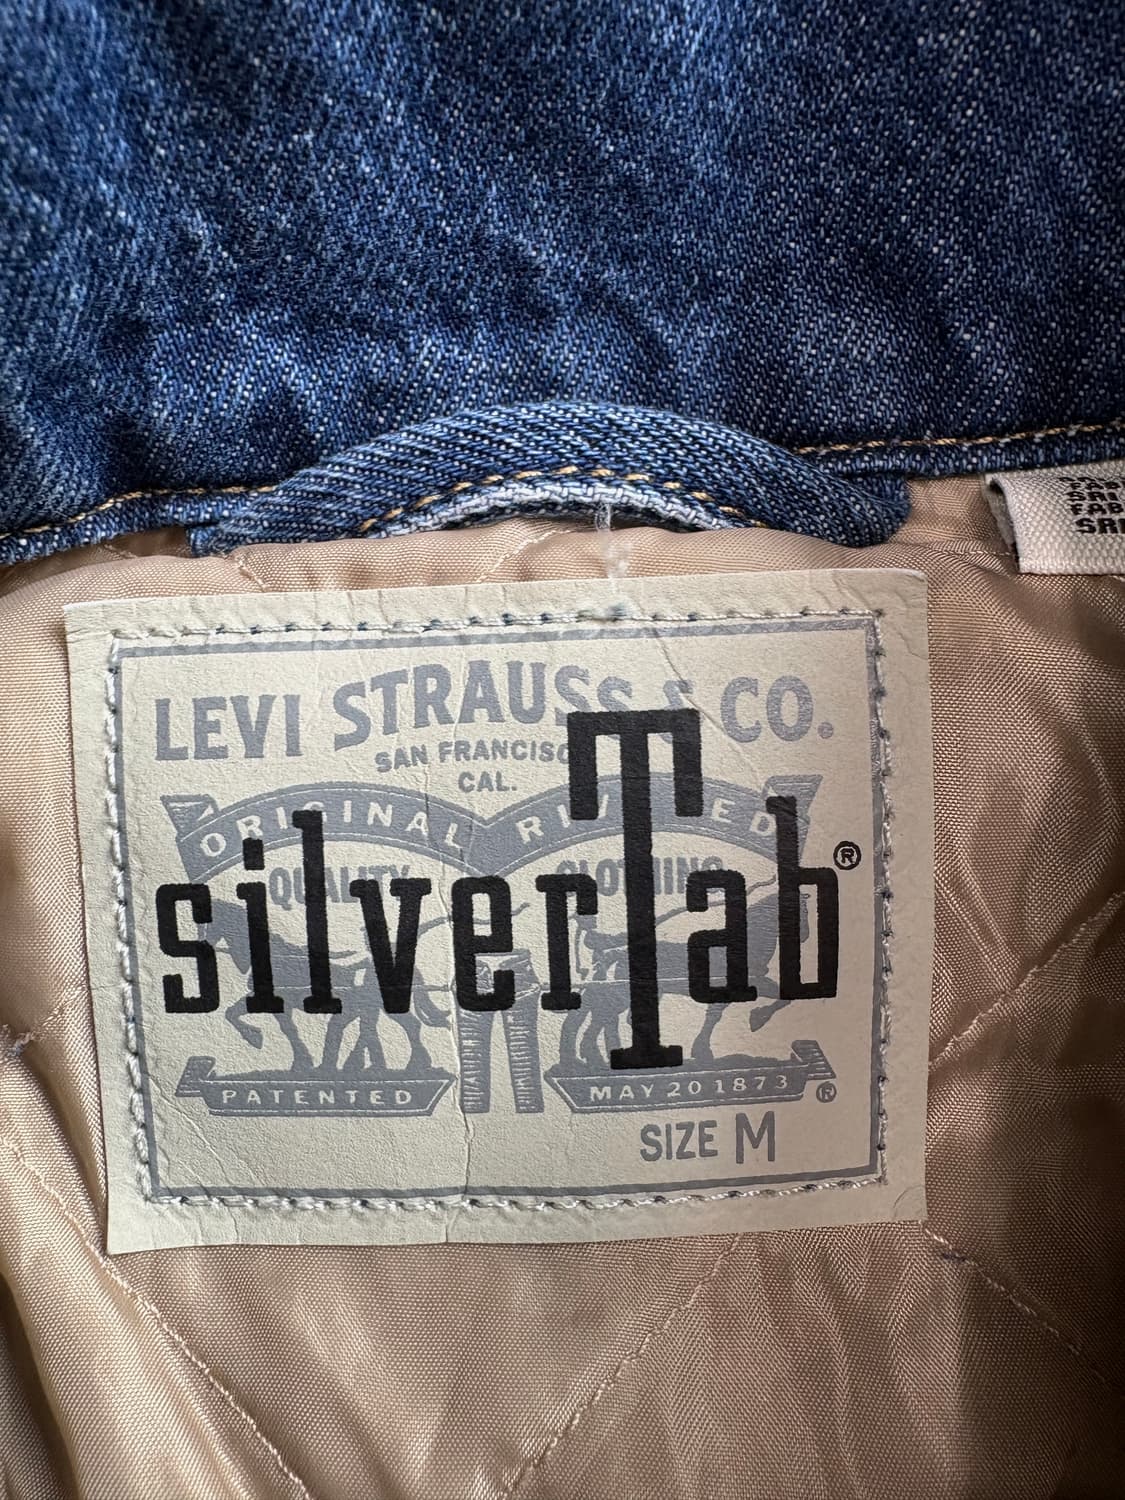 LEVI STRAUSS & CO.
SAN FRANCISCO
CAL.
ORIGINAL RIVETED
QUALITY CLOTHING
silverTab®
PATENTED MAY 20 1873 ®
SIZE M